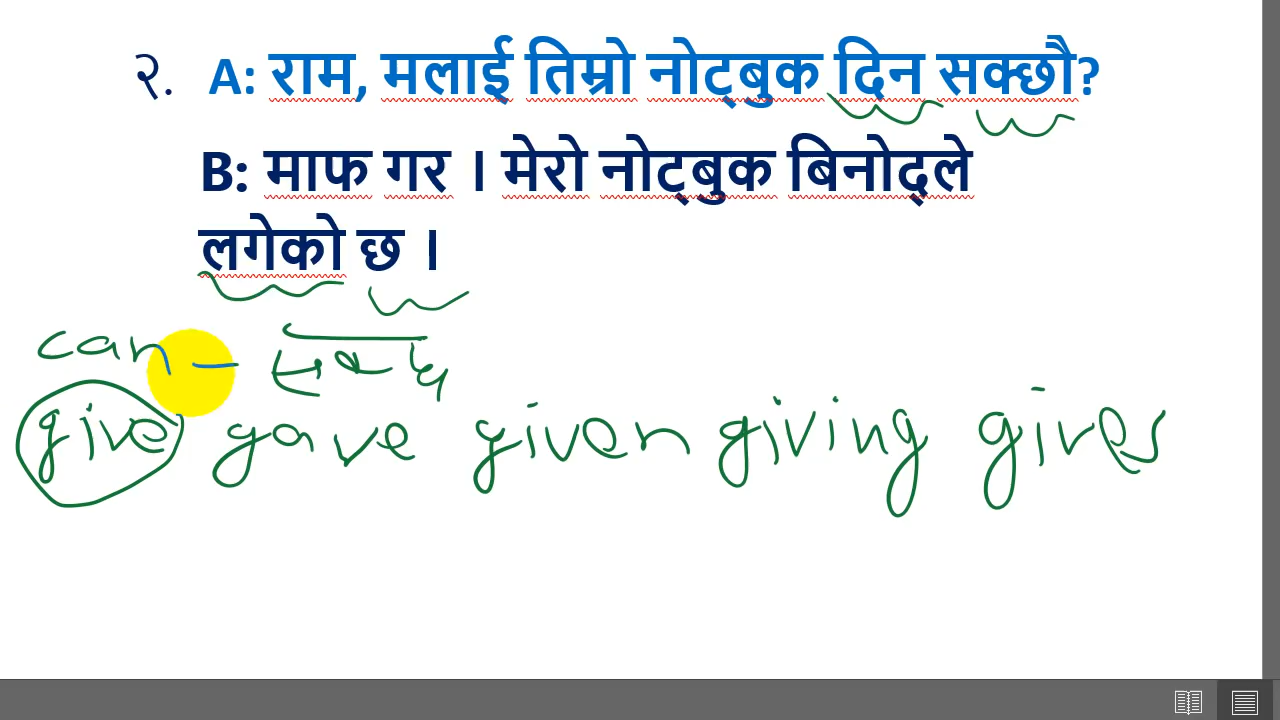 २. A: राम, मलाई तिम्रो नोट्बुक दिन सक्छौ?
B: माफ गर । मेरो नोट्बुक बिनोद्ले
लगेको छ ।
can – सक्छ
give gave given giving gives